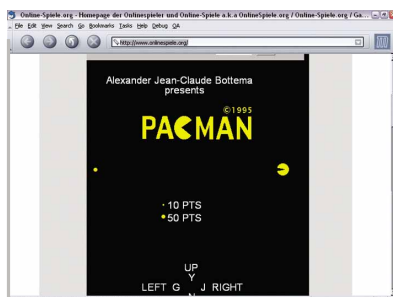 Online-Spiele.org - Homepage der Onlinespieler und Online-Spiele a.k.a OnlineSpiele.org / Online-Spiele.org / Ga...
File Edit View Search Go Bookmarks Tasks Help Debug QA
http://www.onlinespiele.org/
Alexander Jean-Claude Bottema
presents
©1995
PACMAN
10 PTS
50 PTS
UP
Y
LEFT G J RIGHT
N